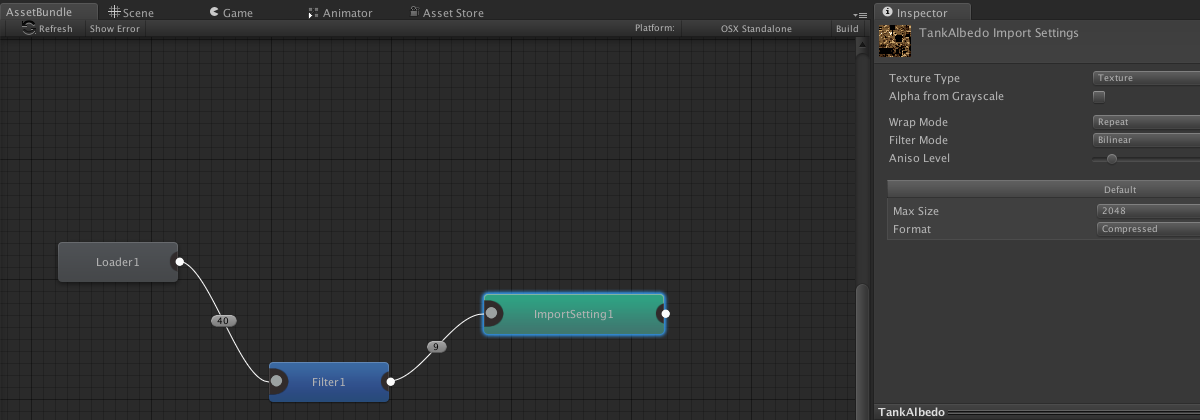 AssetBundle Scene Game Animator Asset Store
Refresh Show Error Platform: OSX Standalone Build
Loader1
40
Filter1
9
ImportSetting1
Inspector
TankAlbedo Import Settings
Texture Type Texture
Alpha from Grayscale
Wrap Mode Repeat
Filter Mode Bilinear
Aniso Level
Default
Max Size 2048
Format Compressed
TankAlbedo